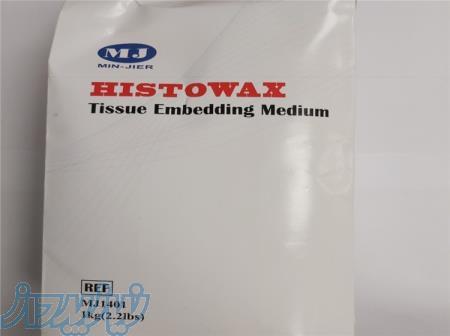 MJ
MIN-JIER
HISTOWAX
Tissue Embedding Medium
REF
MJ1401
1kg(2.2lbs)